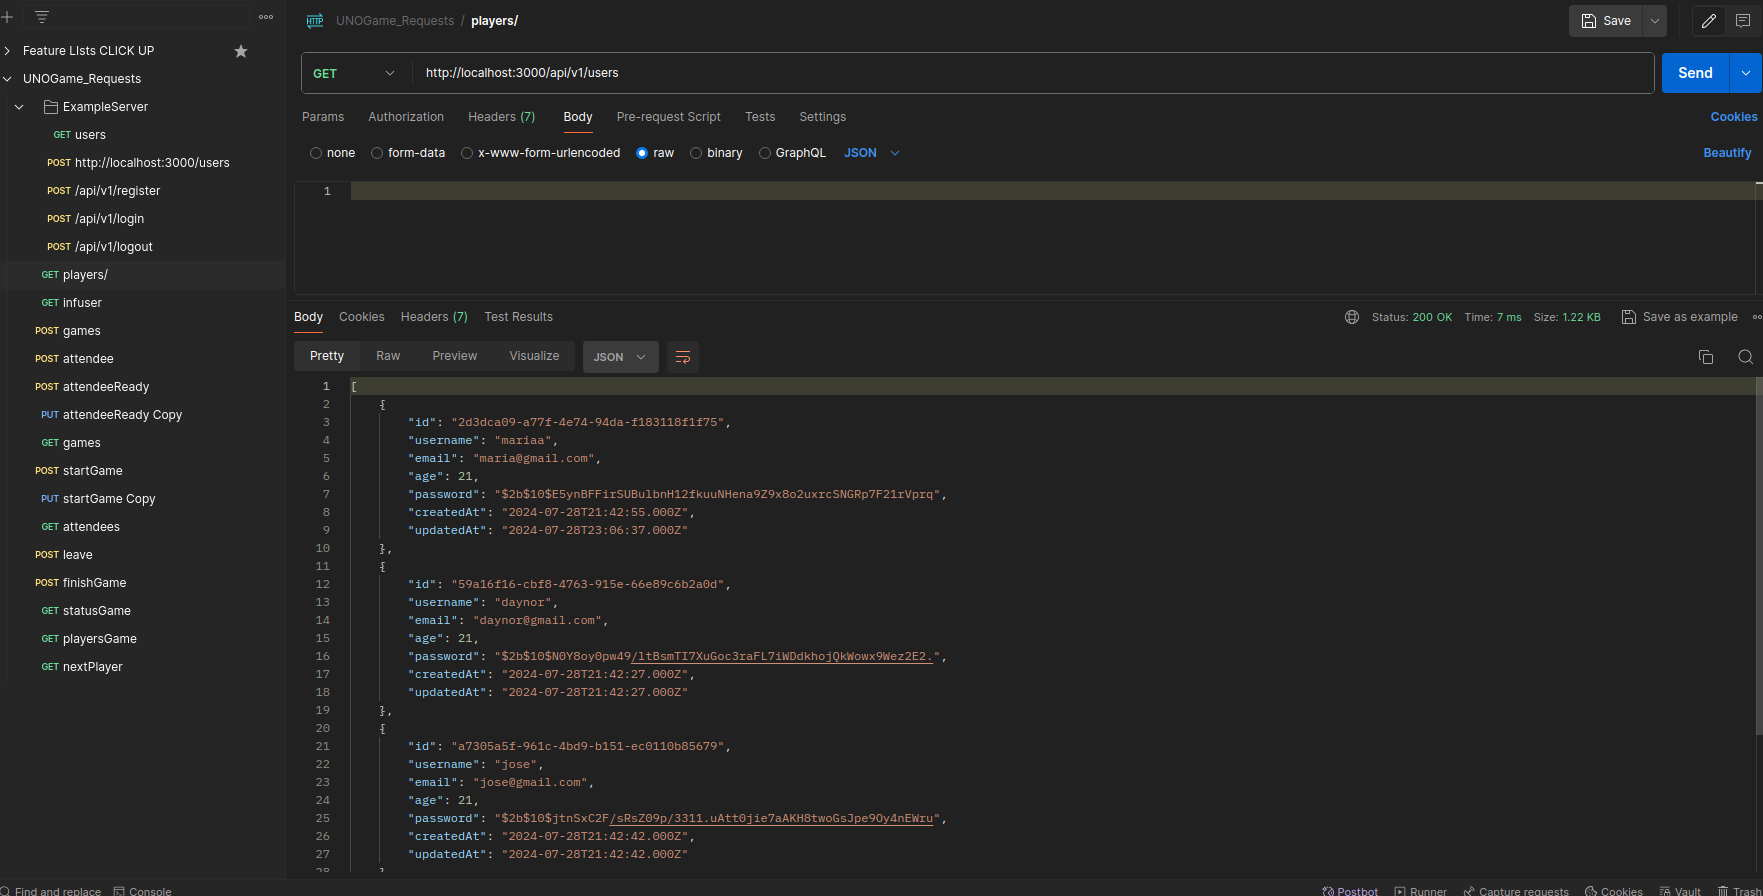 UNOGame_Requests / players/
Save
Feature LIsts CLICK UP
UNOGame_Requests
ExampleServer
GET users
POST http://localhost:3000/users
POST /api/v1/register
POST /api/v1/login
POST /api/v1/logout
GET players/
GET infuser
POST games
POST attendee
POST attendeeReady
PUT attendeeReady Copy
GET games
POST startGame
PUT startGame Copy
GET attendees
POST leave
POST finishGame
GET statusGame
GET playersGame
GET nextPlayer
HTTP
GET http://localhost:3000/api/v1/users Send
Params Authorization Headers (7) Body Pre-request Script Tests Settings Cookies
none form-data x-www-form-urlencoded raw binary GraphQL JSON Beautify
1
Body Cookies Headers (7) Test Results Status: 200 OK Time: 7 ms Size: 1.22 KB Save as example
Pretty Raw Preview Visualize JSON
1 [
2 {
3 "id": "2d3dca09-a77f-4e74-94da-f183118f1f75",
4 "username": "mariaa",
5 "email": "maria@gmail.com",
6 "age": 21,
7 "password": "$2b$10$E5ynBFFirSUBulbnH12fkuuNHena9Z9x8o2uxrcSNGRp7F21rVprq",
8 "createdAt": "2024-07-28T21:42:55.000Z",
9 "updatedAt": "2024-07-28T23:06:37.000Z"
10 },
11 {
12 "id": "59a16f16-cbf8-4763-915e-66e89c6b2a0d",
13 "username": "daynor",
14 "email": "daynor@gmail.com",
15 "age": 21,
16 "password": "$2b$10$N0Y8oy0pw49/ltBsmTI7XuGoc3raFL7iWDdkhojQkWowx9Wez2E2.",
17 "createdAt": "2024-07-28T21:42:27.000Z",
18 "updatedAt": "2024-07-28T21:42:27.000Z"
19 },
20 {
21 "id": "a7305a5f-961c-4bd9-b151-ec0110b85679",
22 "username": "jose",
23 "email": "jose@gmail.com",
24 "age": 21,
25 "password": "$2b$10$jtnSxC2F/sRsZ09p/3311.uAtt0jie7aAKH8twoGsJpe9Oy4nEWru",
26 "createdAt": "2024-07-28T21:42:42.000Z",
27 "updatedAt": "2024-07-28T21:42:42.000Z"
28 }
Find and replace Console Postbot Runner Capture requests Cookies Vault Trash